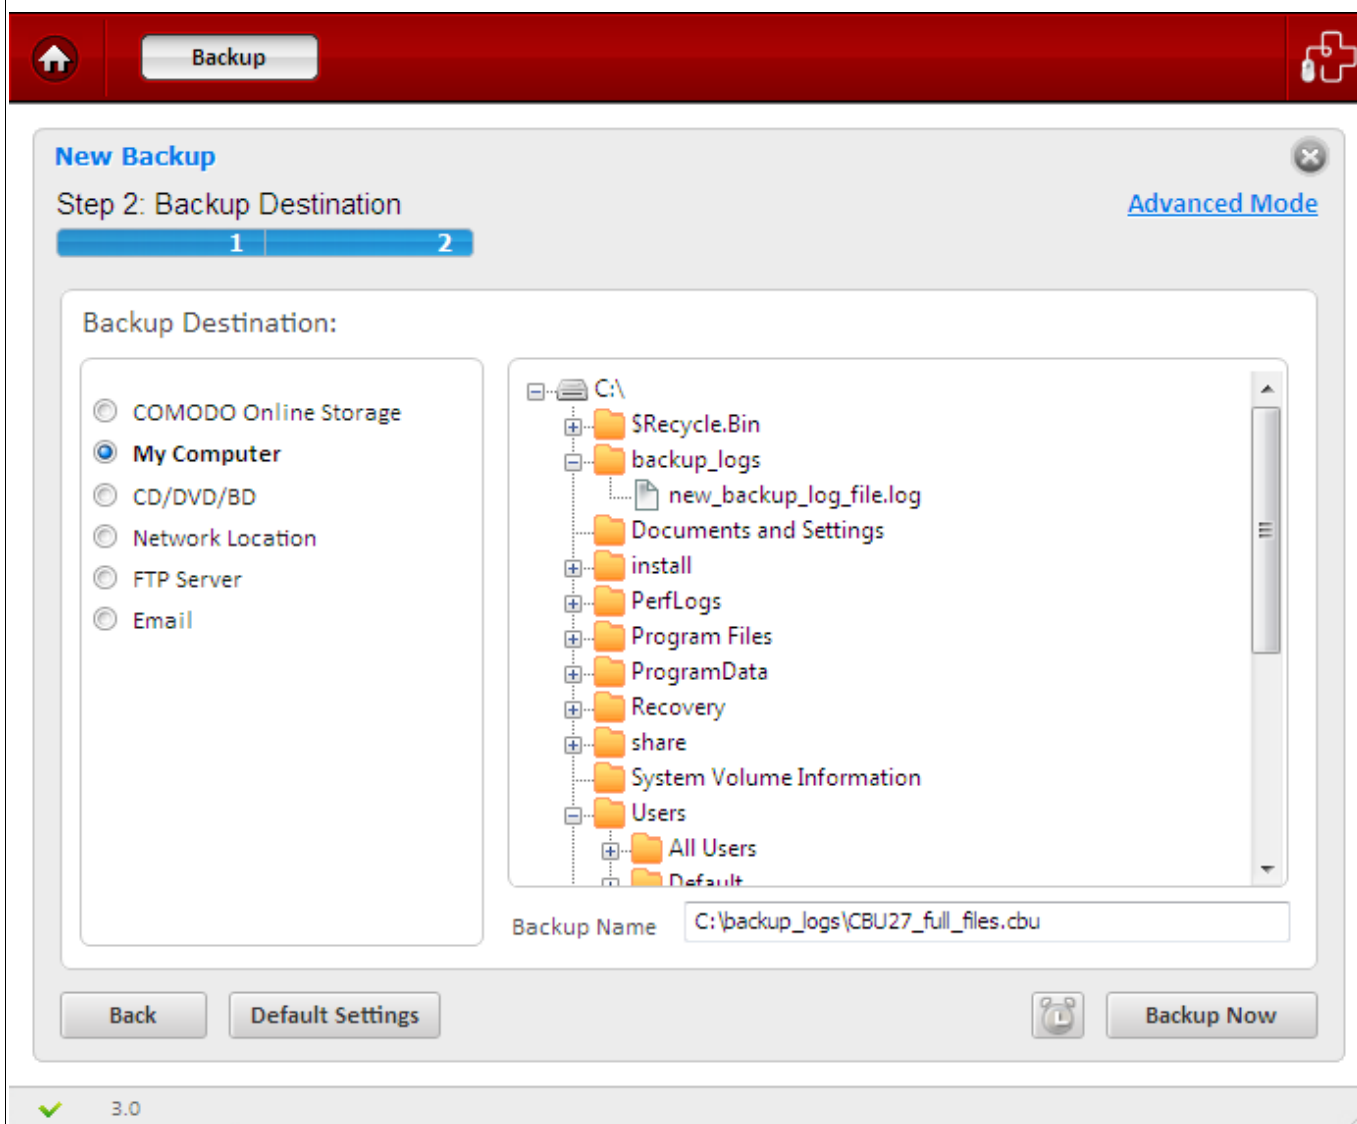 Backup
New Backup
Step 2: Backup Destination
Advanced Mode
1 2
Backup Destination:
COMODO Online Storage
My Computer
CD/DVD/BD
Network Location
FTP Server
Email
C:\
$Recycle.Bin
backup_logs
new_backup_log_file.log
Documents and Settings
install
PerfLogs
Program Files
ProgramData
Recovery
share
System Volume Information
Users
All Users
Default
Backup Name C:\backup_logs\CBU27_full_files.cbu
Back Default Settings Backup Now
3.0